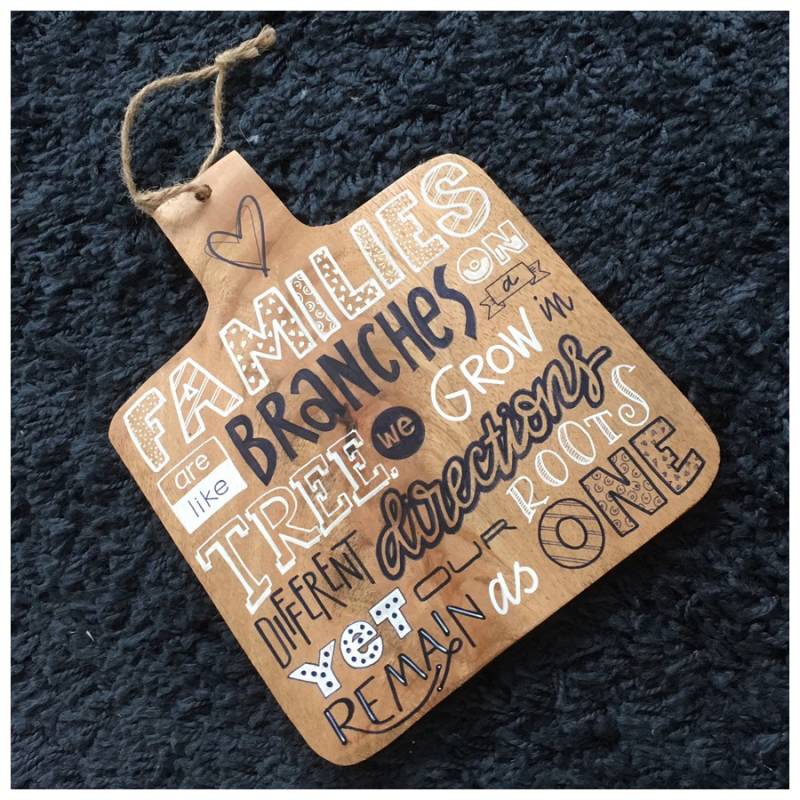 FAMILIES
are like BRANCHES ON a
TREE. we GROW in
DIFFERENT directions
YET OUR ROOTS
REMAIN as ONE